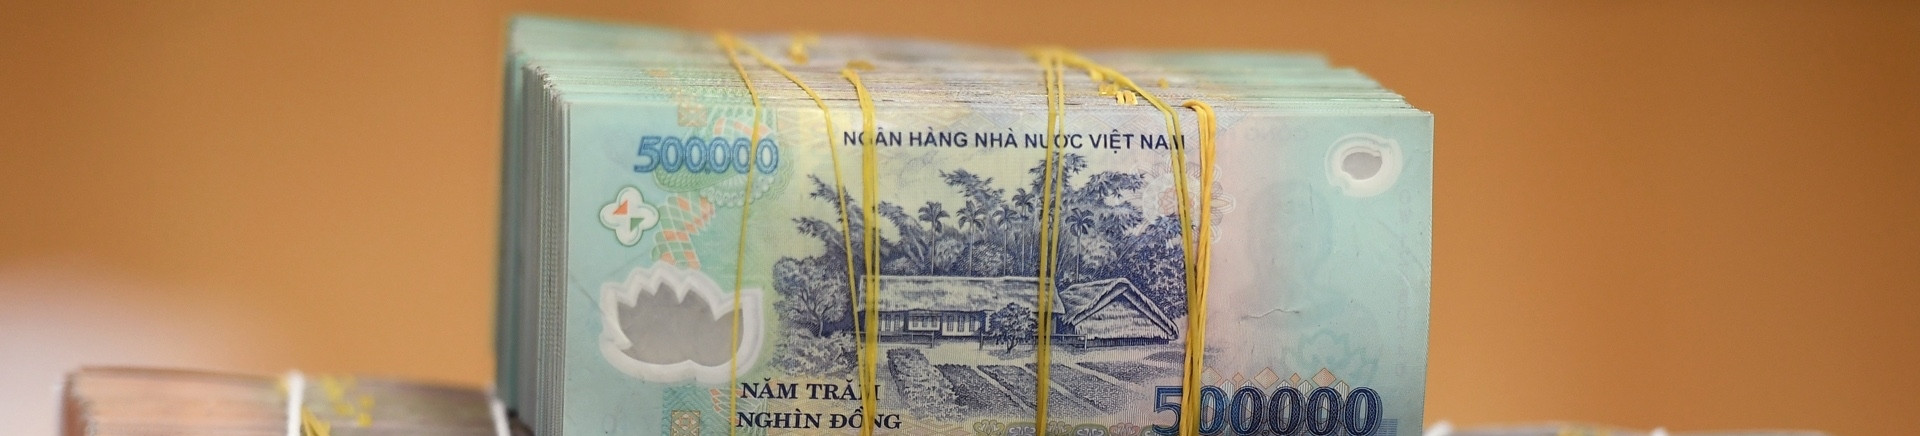 NGÂN HÀNG NHÀ NƯỚC VIỆT NAM
500000
NĂM TRĂM
NGHÌN ĐỒNG
500000